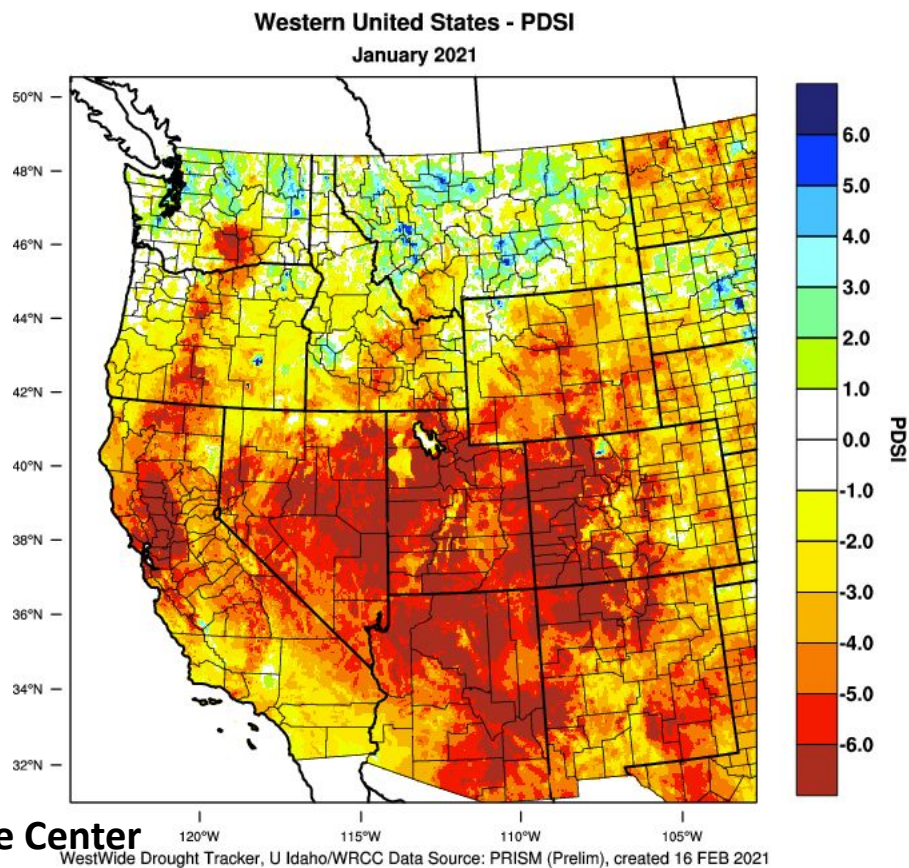 Western United States - PDSI
January 2021
50°N
48°N
46°N
44°N
42°N
40°N
38°N
36°N
34°N
32°N
120°W
115°W
110°W
105°W
6.0
5.0
4.0
3.0
2.0
1.0
0.0
-1.0
-2.0
-3.0
-4.0
-5.0
-6.0
PDSI
e Center
WestWide Drought Tracker, U Idaho/WRCC Data Source: PRISM (Prelim), created 16 FEB 2021